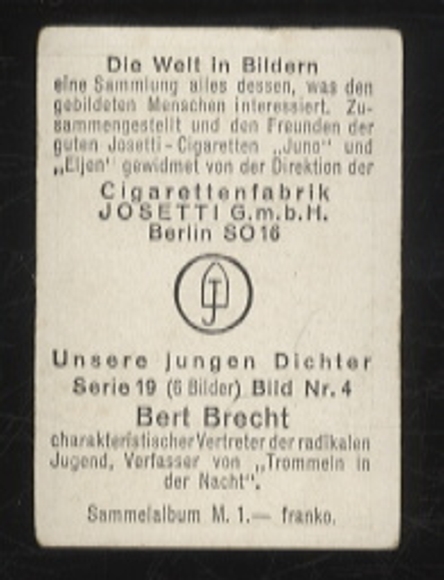 Die Welt in Bildern
eine Sammlung alles dessen, was den
gebildeten Menschen interessiert. Zu-
sammengestellt und den Freunden der
guten Josetti-Cigaretten „Juno" und
„Eljen" gewidmet von der Direktion der
Cigarettenfabrik
JOSETTI G.m.b.H.
Berlin SO16
Unsere jungen Dichter
Serie 19 (6 Bilder) Bild Nr. 4
Bert Brecht
charakteristischer Vertreter der radikalen
Jugend, Verfasser von „Trommeln in
der Nacht".
Sammelalbum M. 1.— franko.